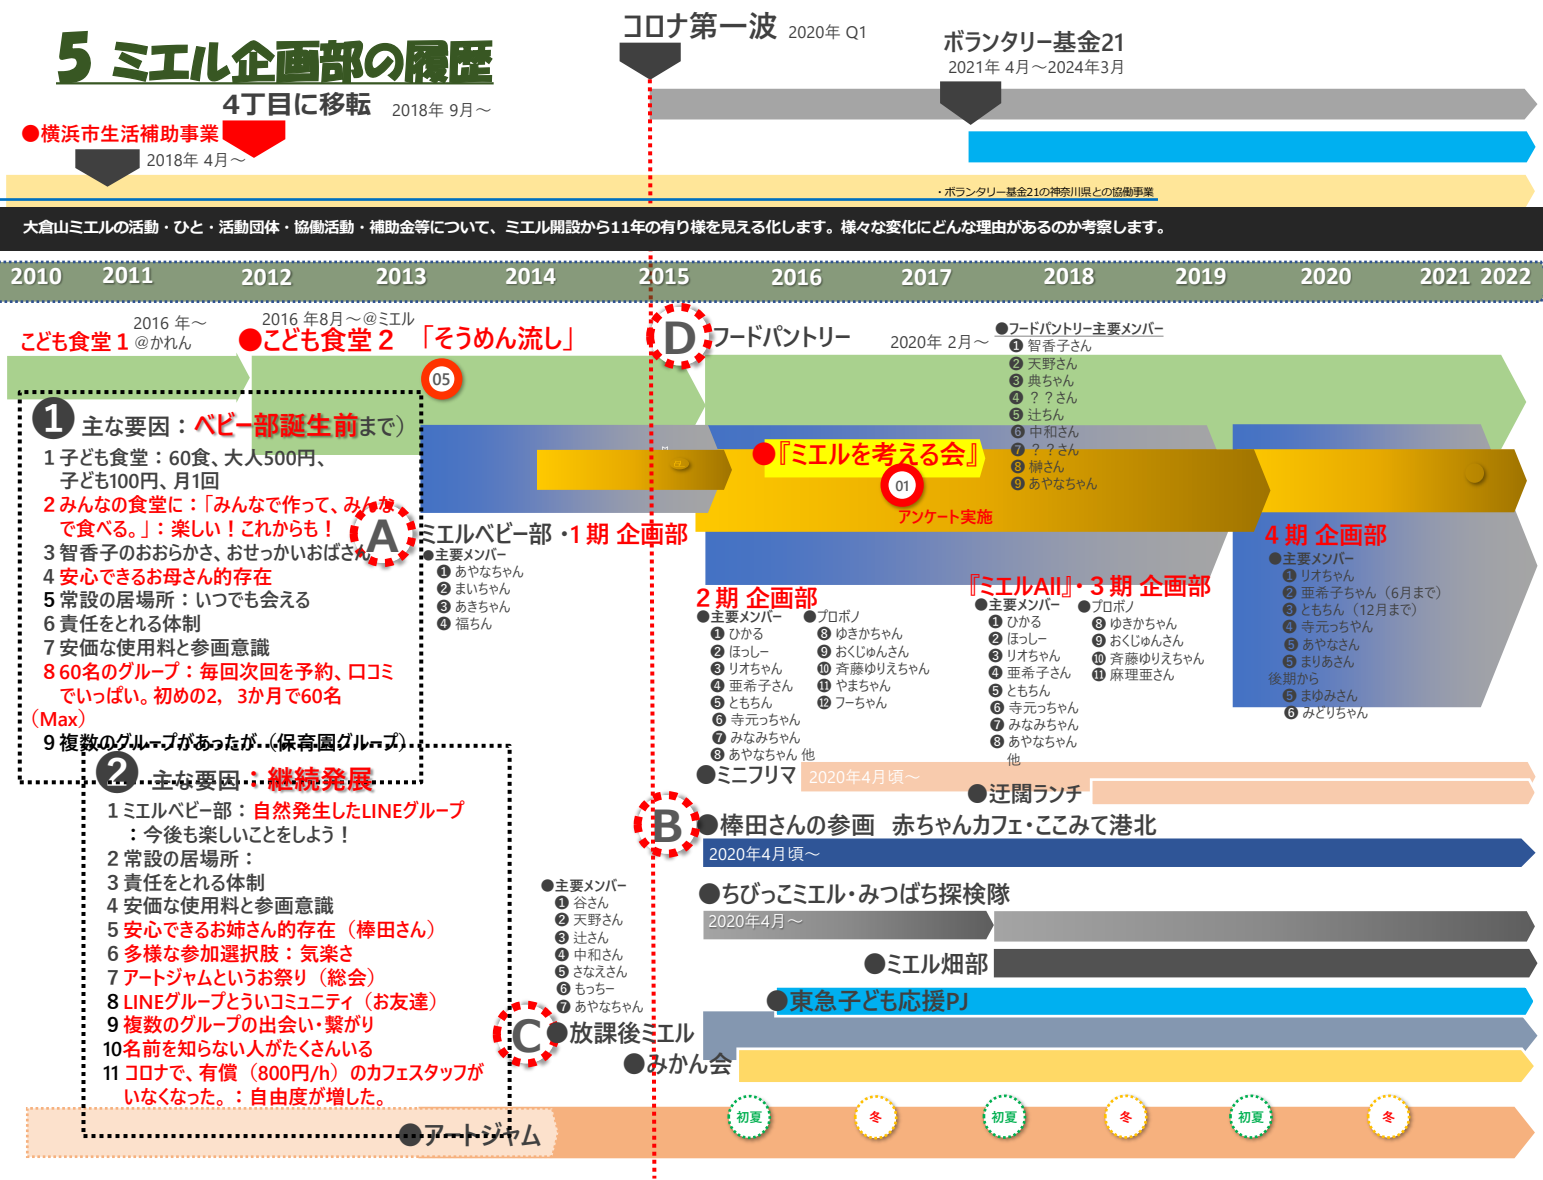 5 ミエル企画部の履歴
コロナ第一波 2020年 Q1
ボランタリー基金21
2021年 4月～2024年3月
4丁目に移転 2018年 9月～
●横浜市生活補助事業
2018年 4月～
・ボランタリー基金21の神奈川県との協働事業
大倉山ミエルの活動・ひと・活動団体・協働活動・補助金等について、ミエル開設から11年の有り様を見える化します。様々な変化にどんな理由があるのか考察します。
2010 2011 2012 2013 2014 2015 2016 2017 2018 2019 2020 2021 2022
こども食堂１
2016 年～
@かれん
2016 年8月～@ミエル
●こども食堂２ 「そうめん流し」
05
D フードパントリー 2020年 2月～
●フードパントリー主要メンバー
❶ 智香子さん
❷ 天野さん
❸ 典ちゃん
❹ ？？さん
❺ 辻ちん
❻ 中和さん
❼ ？？さん
❽ 榊さん
❾ あやなちゃん
❶ 主な要因：ベビー部誕生前まで）
1 子ども食堂：60食、大人500円、
子ども100円、月1回
2 みんなの食堂に：「みんなで作って、みんな
で食べる。」：楽しい！これからも！
3 智香子のおおらかさ、おせっかいおばさん
4 安心できるお母さん的存在
5 常設の居場所：いつでも会える
6 責任をとれる体制
7 安価な使用料と参画意識
8 60名のグループ：毎回次回を予約、口コミ
でいっぱい。初めの2，3か月で60名
（Max）
9 複数のグループがあったが（保育園グループ）
●『ミエルを考える会』
01
アンケート実施
A
ミエルベビー部 ・1期 企画部
●主要メンバー
❶ あやなちゃん
❷ まいちゃん
❸ あきちゃん
❹ 福ちん
２期 企画部
●主要メンバー
❶ ひかる
❷ ほっしー
❸ リオちゃん
❹ 亜希子さん
❺ ともちん
❻ 寺元っちゃん
❼ みなみちゃん
❽ あやなちゃん 他
●プロボノ
❽ ゆきかちゃん
❾ おくじゅんさん
❿ 斉藤ゆりえちゃん
⓫ やまちゃん
⓬ フーちゃん
『ミエルAll』・３期 企画部
●主要メンバー
❶ ひかる
❷ ほっしー
❸ リオちゃん
❹ 亜希子さん
❺ ともちん
❻ 寺元っちゃん
❼ みなみちゃん
❽ あやなちゃん
他
●プロボノ
❽ ゆきかちゃん
❾ おくじゅんさん
❿ 斉藤ゆりえちゃん
⓫ 麻理亜さん
４期 企画部
●主要メンバー
❶ リオちゃん
❷ 亜希子ちゃん（6月まで）
❸ ともちん（12月まで）
❹ 寺元っちやん
❺ あやなさん
❺ まりあさん
後期から
❺ まゆみさん
❻ みどりちゃん
❷ 主な要因：継続発展
1 ミエルベビー部：自然発生したLINEグループ
：今後も楽しいことをしよう！
2 常設の居場所：
3 責任をとれる体制
4 安価な使用料と参画意識
5 安心できるお姉さん的存在（棒田さん）
6 多様な参加選択肢：気楽さ
7 アートジャムというお祭り（総会）
8 LINEグループとういコミュニティ（お友達）
9 複数のグループの出会い・繋がり
10 名前を知らない人がたくさんいる
11 コロナで、有償（800円/h）のカフェスタッフが
いなくなった。：自由度が増した。
●ミニフリマ 2020年4月頃～
●迂闊ランチ
B
●棒田さんの参画 赤ちゃんカフェ・ここみて港北
2020年4月頃～
●ちびっこミエル・みつばち探検隊
2020年4月～
●ミエル畑部
●主要メンバー
❶ 谷さん
❷ 天野さん
❸ 辻さん
❹ 中和さん
❺ さなえさん
❻ もっちー
❼ あやなちゃん
●東急子ども応援PJ
C
●放課後ミエル
●みかん会
初夏 冬 初夏 冬 初夏 冬
●アートジャム